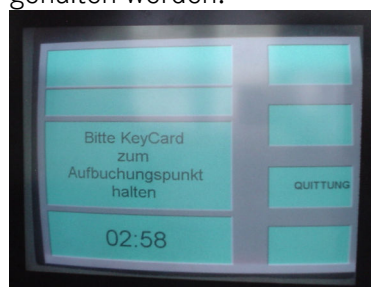 gehalten werden.
Bitte KeyCard
zum
Aufbuchungspunkt
halten
QUITTUNG
02:58